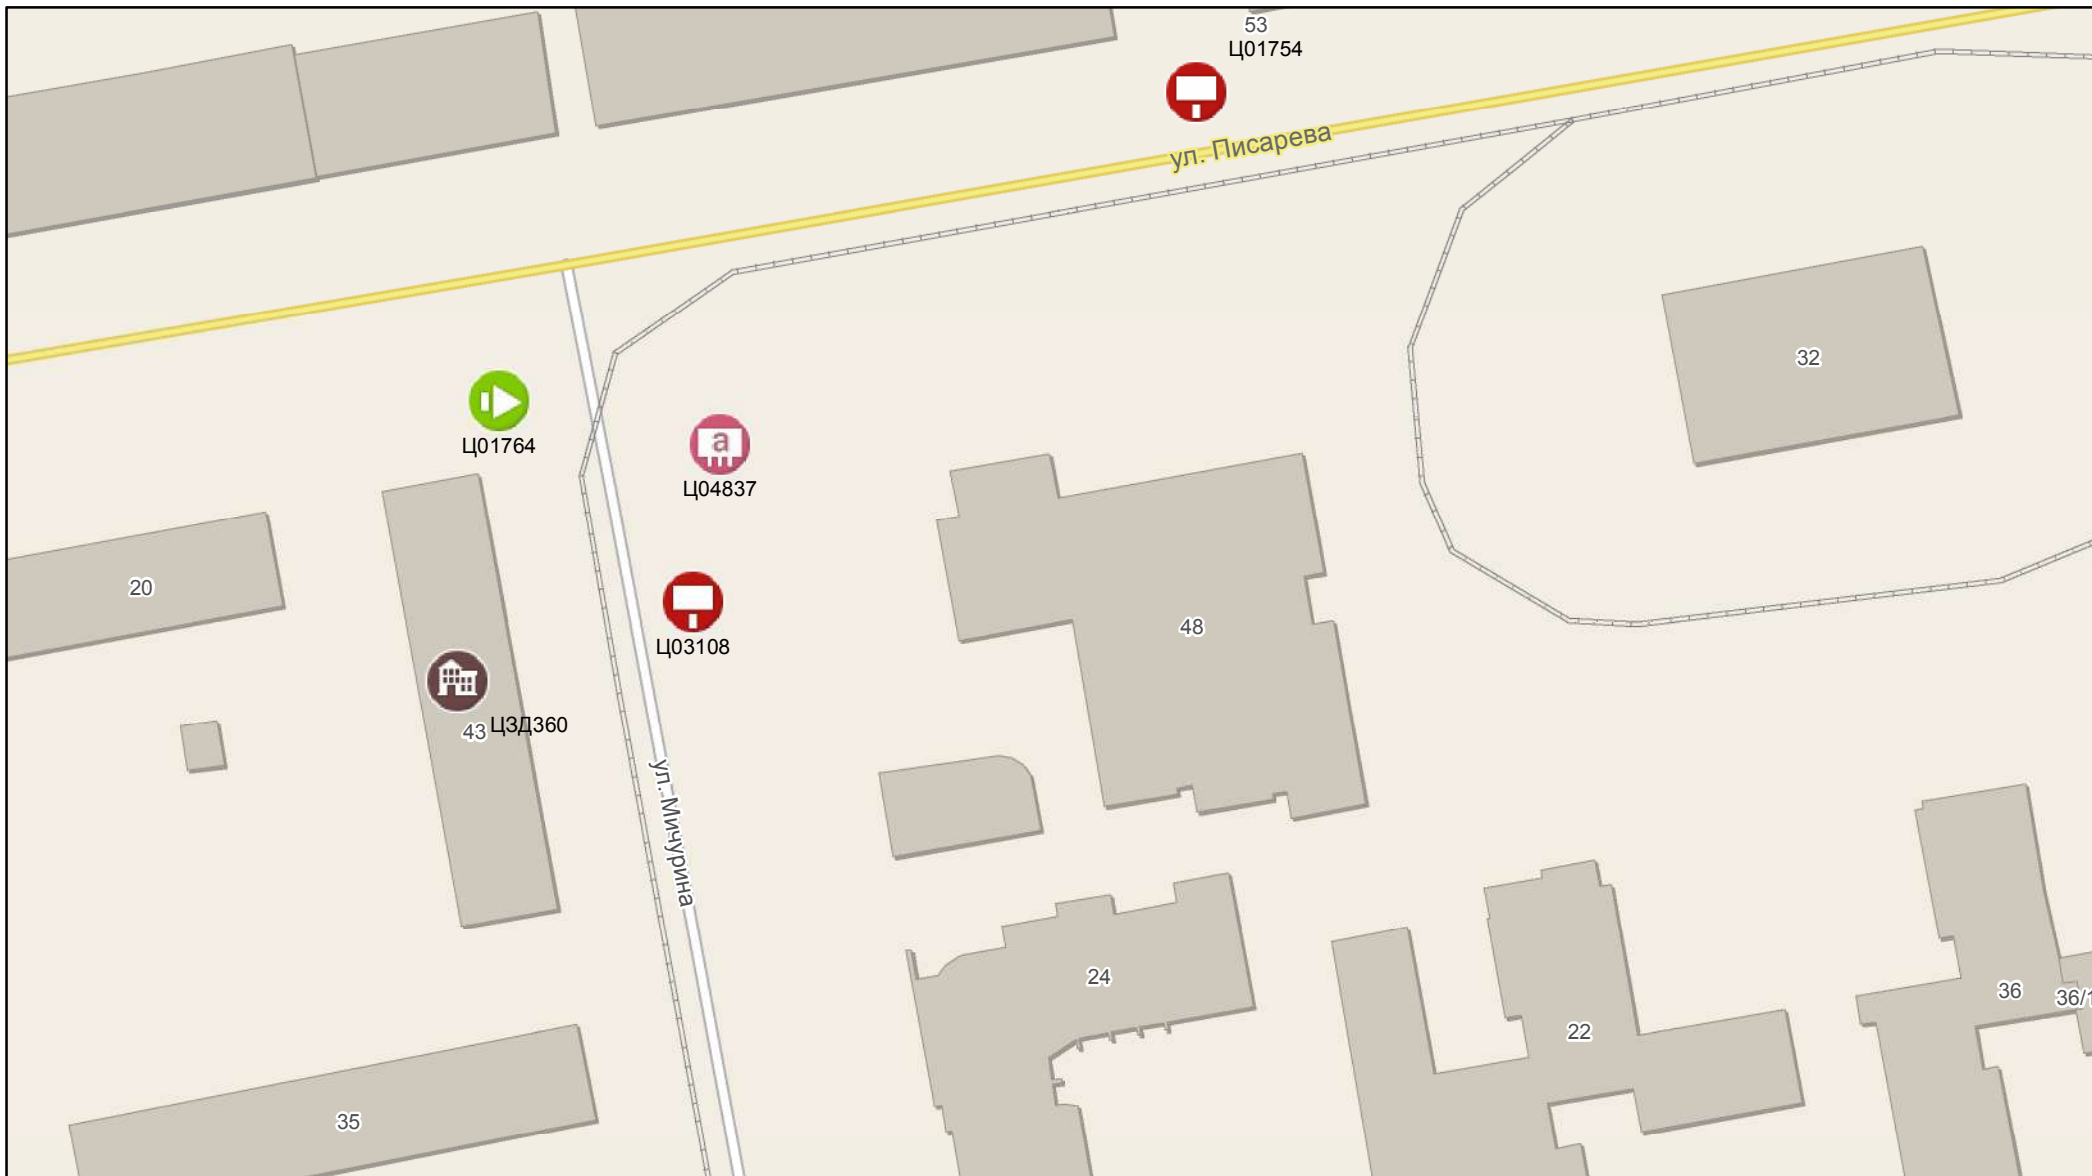 53
Ц01754
ул. Писарева
32
Ц01764
a
Ц04837
20
Ц03108
48
43 ЦЗД360
ул. Мичурина
24
36
36/1
22
35